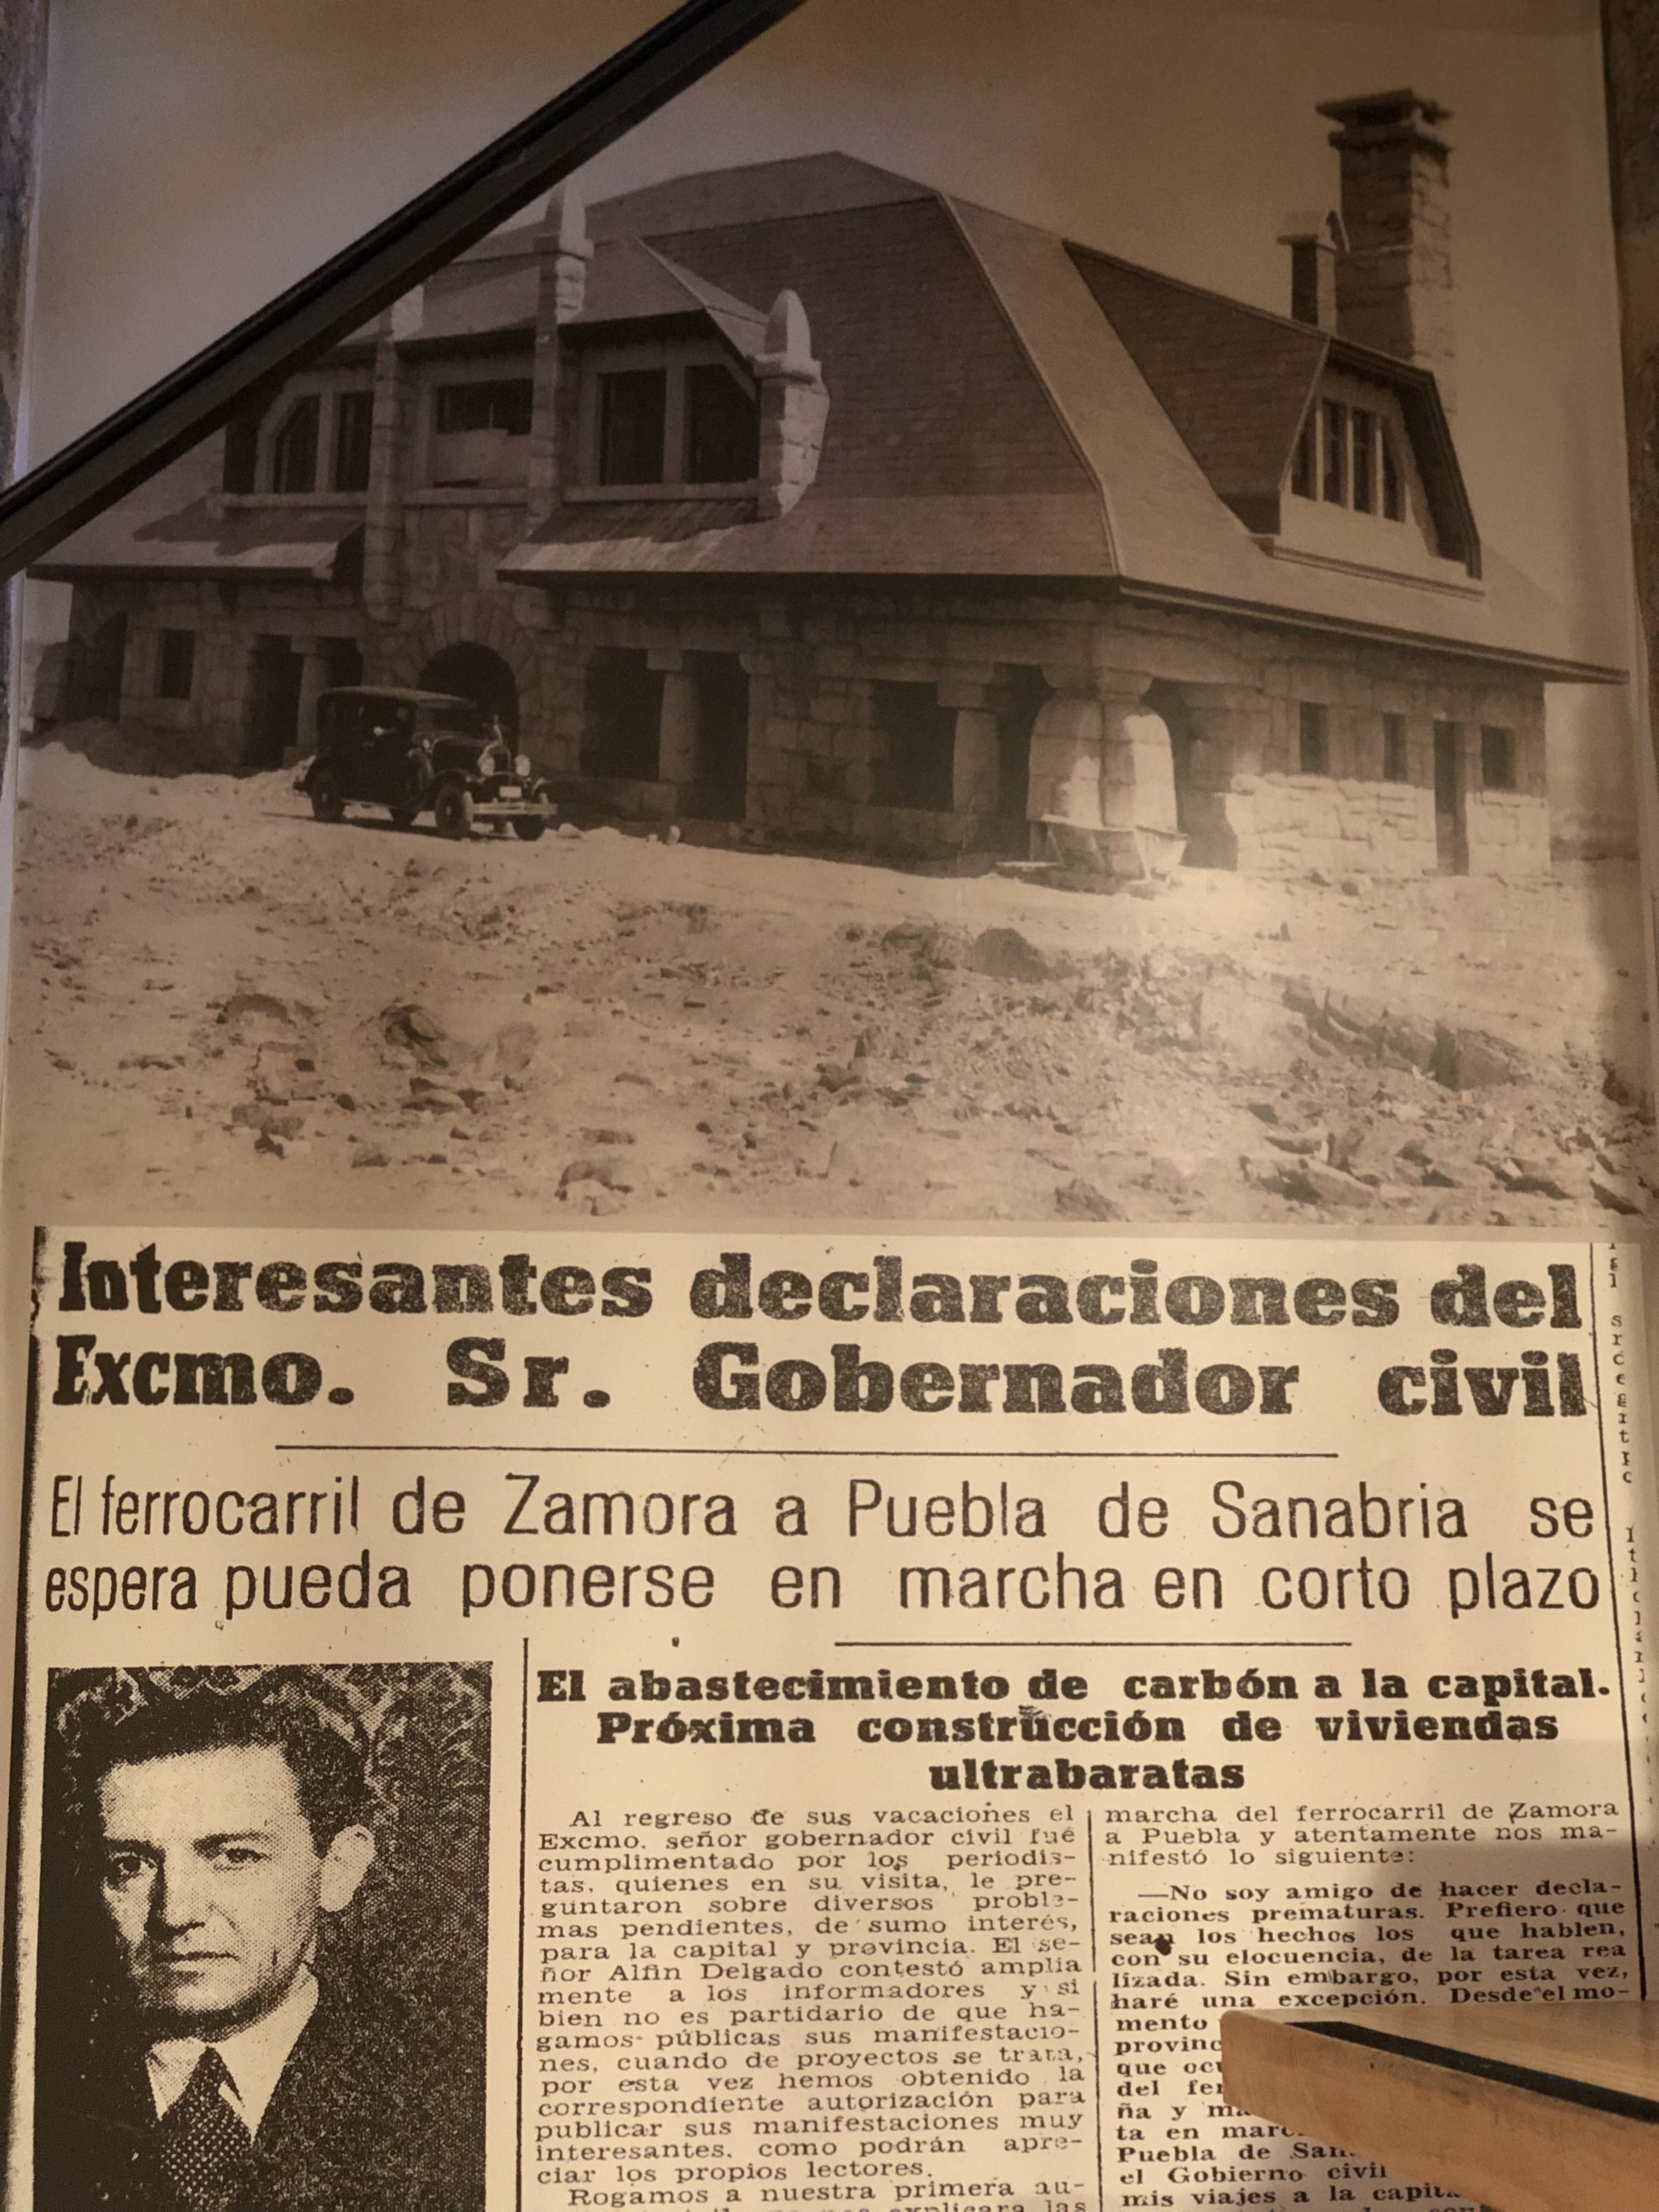 Interesantes declaraciones del
Excmo. Sr. Gobernador civil
El ferrocarril de Zamora a Puebla de Sanabria se
espera pueda ponerse en marcha en corto plazo
El abastecimiento de carbón a la capital.
Próxima construcción de viviendas
ultrabaratas
Al regreso de sus vacaciones el
Excmo. señor gobernador civil fué
cumplimentado por los periodis-
tas, quienes en su visita, le pre-
guntaron sobre diversos proble-
mas pendientes, de sumo interés,
para la capital y provincia. El se-
ñor Alfin Delgado contestó amplia
mente a los informadores y si
bien no es partidario de que ha-
gamos públicas sus manifestacio-
nes, cuando de proyectos se trata,
por esta vez hemos obtenido la
correspondiente autorización para
publicar sus manifestaciones muy
interesantes, como podrán apre-
ciar los propios lectores.
Rogamos a nuestra primera au-
marcha del ferrocarril de Zamora
a Puebla y atentamente nos ma-
nifestó lo siguiente:
—No soy amigo de hacer decla-
raciones prematuras. Prefiero que
sean los hechos los que hablen,
con su elocuencia, de la tarea rea
lizada. Sin embargo, por esta vez,
haré una excepción. Desde el mo-
mento
provinc
que
del
ña y
ta en
Puebla de
el Gobierno civil
mis viajes a la